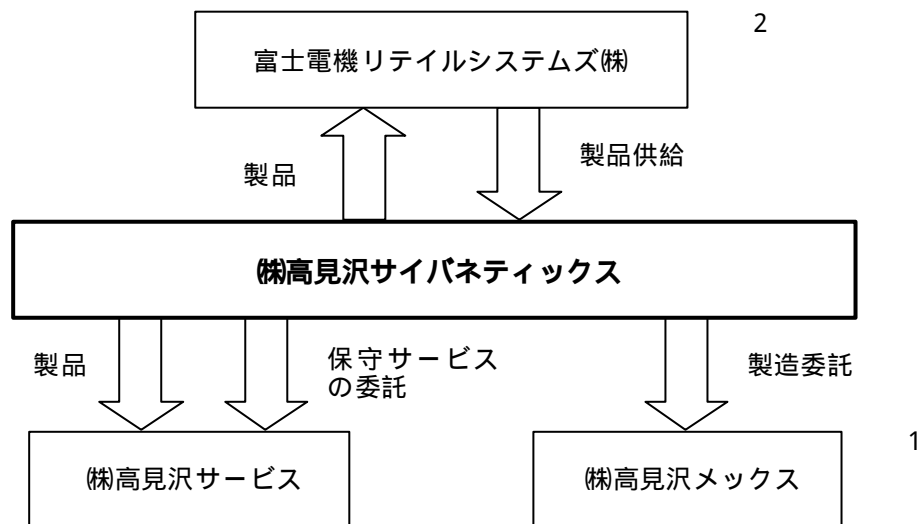 2
富士電機リテイルシステムズ㈱
製品供給
製品
㈱高見沢サイバネティックス
製品
保守サービス
の委託
製造委託
1
㈱高見沢サービス
㈱高見沢メックス